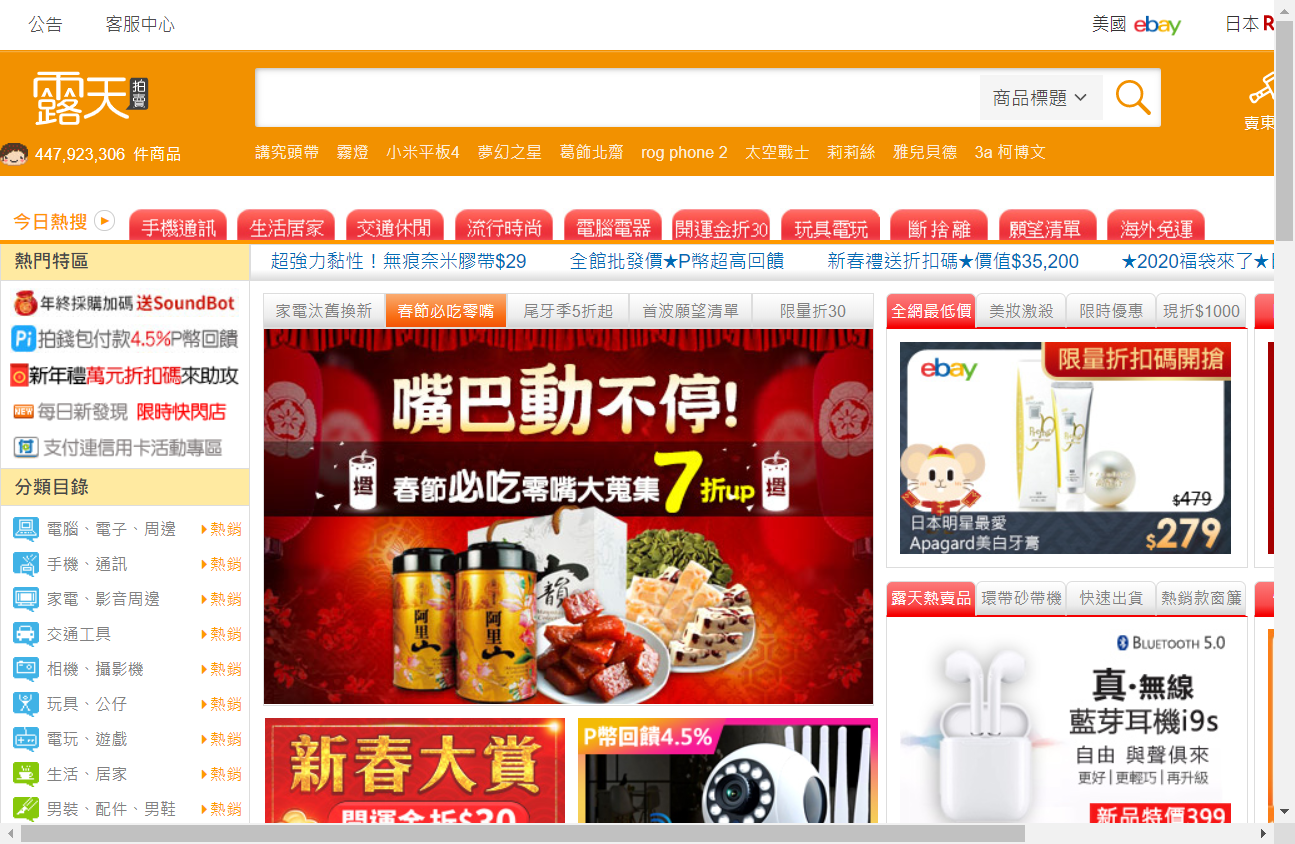 公告 客服中心 美國 ebay 日本
露天 拍賣
商品標題
賣東
447,923,306 件商品
講究頭帶 霧燈 小米平板4 夢幻之星 葛飾北齋 rog phone 2 太空戰士 莉莉絲 雅兒貝德 3a 柯博文
今日熱搜 手機通訊 生活居家 交通休閒 流行時尚 電腦電器 開運金折30 玩具電玩 斷捨離 願望清單 海外免運
熱門特區
超強力黏性！無痕奈米膠帶$29 全館批發價★P幣超高回饋 新春禮送折扣碼★價值$35,200 ★2020福袋來了★
年終採購加碼 送SoundBot
Pi 拍錢包付款4.5%P幣回饋
新年禮萬元折扣碼來助攻
NEW 每日新發現 限時快閃店
支付連信用卡活動專區
分類目錄
電腦、電子、周邊 熱銷
手機、通訊 熱銷
家電、影音周邊 熱銷
交通工具 熱銷
相機、攝影機 熱銷
玩具、公仔 熱銷
電玩、遊戲 熱銷
生活、居家 熱銷
男裝、配件、男鞋 熱銷
家電汰舊換新 春節必吃零嘴 尾牙季5折起 首波願望清單 限量折30
嘴巴動不停!
春節必吃零嘴大蒐集7折up
阿里山 阿里山
新春大賞
開運金折$30
P幣回饋4.5%
全網最低價 美妝激殺 限時優惠 現折$1000
ebay 限量折扣碼開搶
$479
日本明星最愛
Apagard美白牙膏
$279
露天熱賣品 環帶砂帶機 快速出貨 熱銷款窗簾
BLUETOOTH 5.0
真·無線
藍芽耳機i9s
自由 與聲俱來
更好|更輕巧|再升級
新品特價399